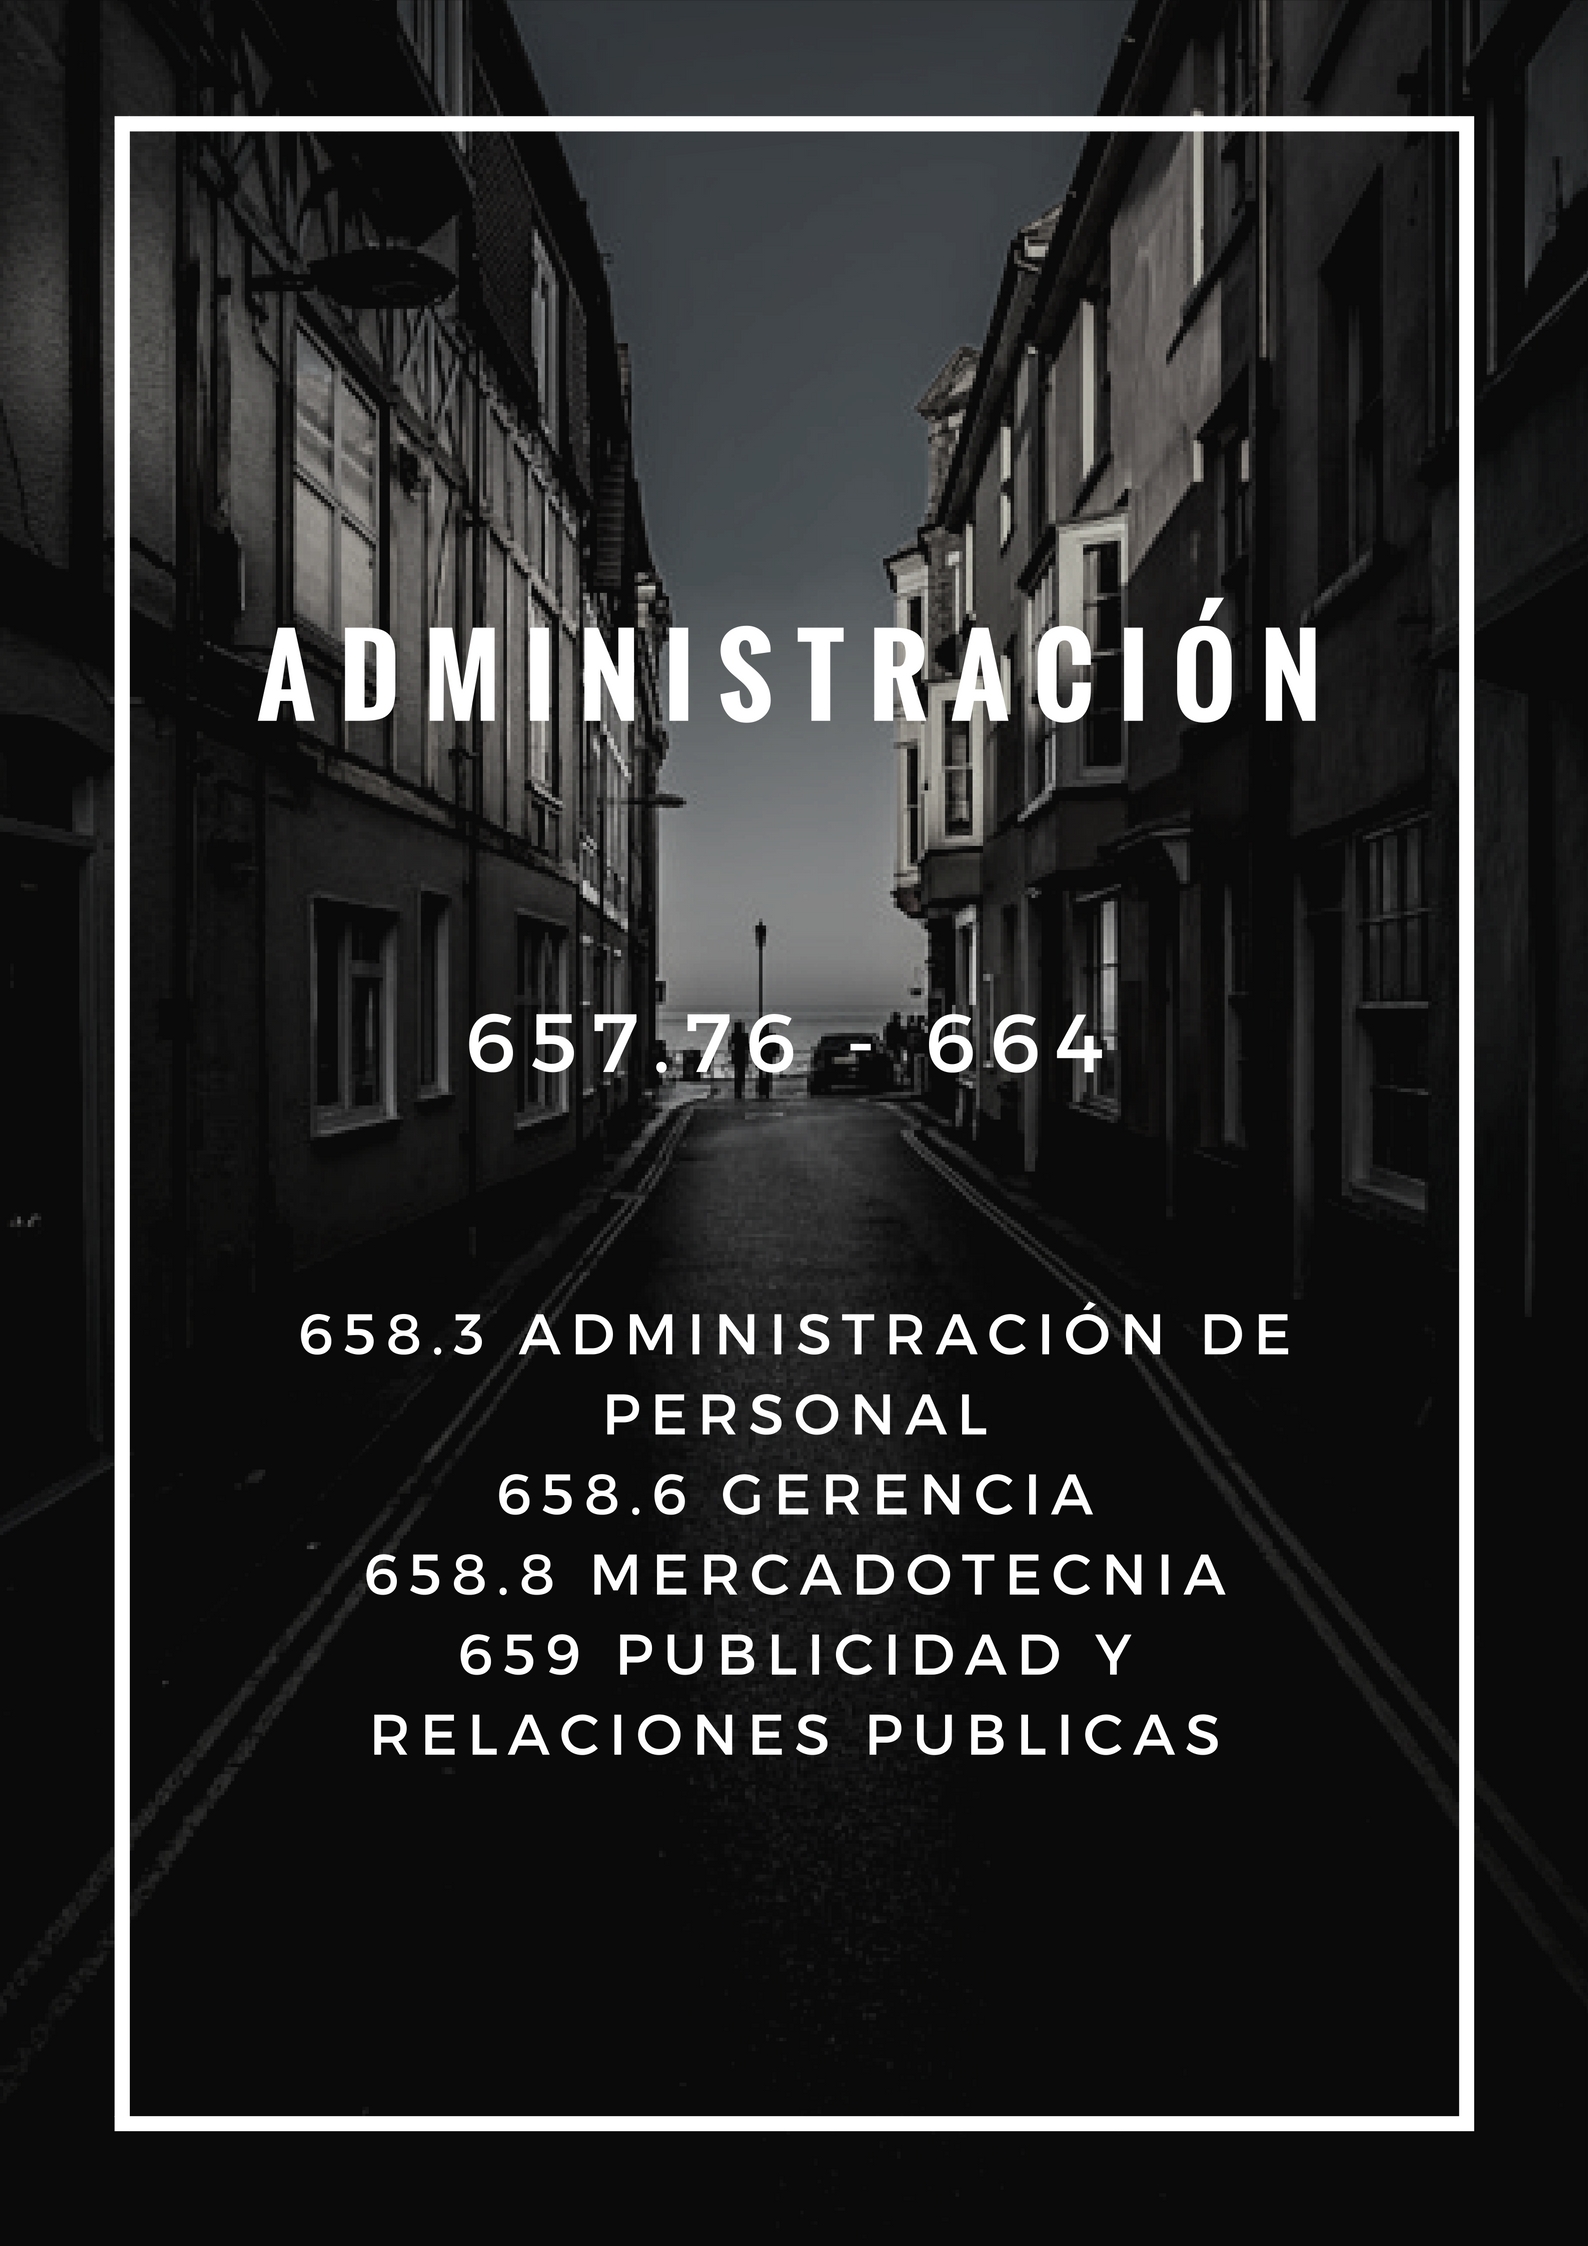 ADMINISTRACIÓN
657.76 - 664
658.3 ADMINISTRACIÓN DE
PERSONAL
658.6 GERENCIA
658.8 MERCADOTECNIA
659 PUBLICIDAD Y
RELACIONES PUBLICAS